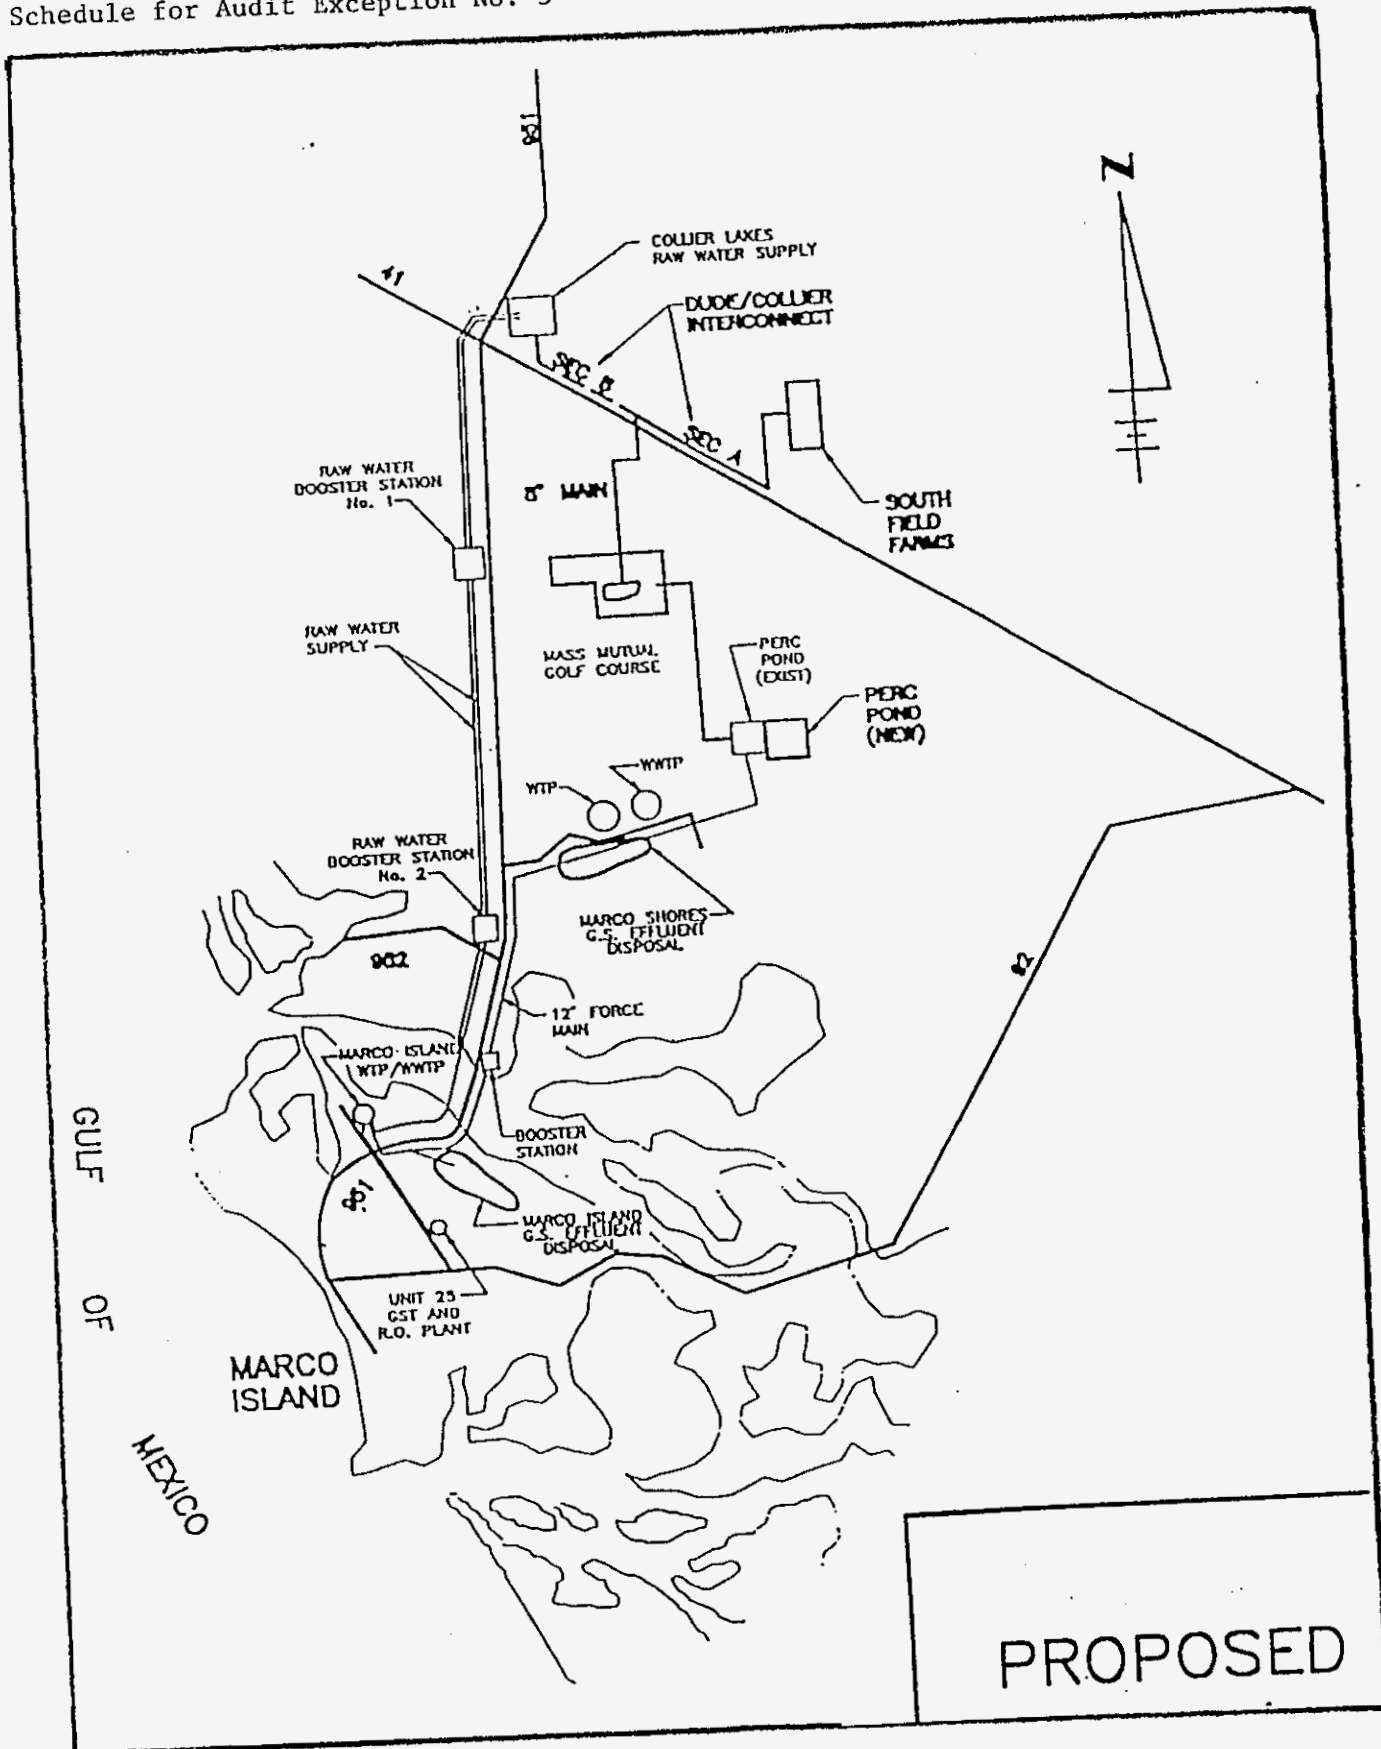 Schedule for Audit Exception No.
951
N
41
COLLIER LAKES
RAW WATER SUPPLY
DUDE/COLLIER
INTERCONNECT
SEC B
SEC A
RAW WATER
BOOSTER STATION
No. 1
8" MAIN
SOUTH
FIELD
FARMS
RAW WATER
SUPPLY
MASS MUTUAL
GOLF COURSE
PERC
POND
(EXIST)
PERC
POND
(NEW)
WTP
WWTP
RAW WATER
BOOSTER STATION
No. 2
MARCO SHORES
G.S. EFFLUENT
DISPOSAL
952
92
12" FORCE
MAIN
MARCO ISLAND
WTP/WWTP
BOOSTER
STATION
951
MARCO ISLAND
G.S. EFFLUENT
DISPOSAL
UNIT 25
GST AND
R.O. PLANT
MARCO
ISLAND
GULF
OF
MEXICO
PROPOSED